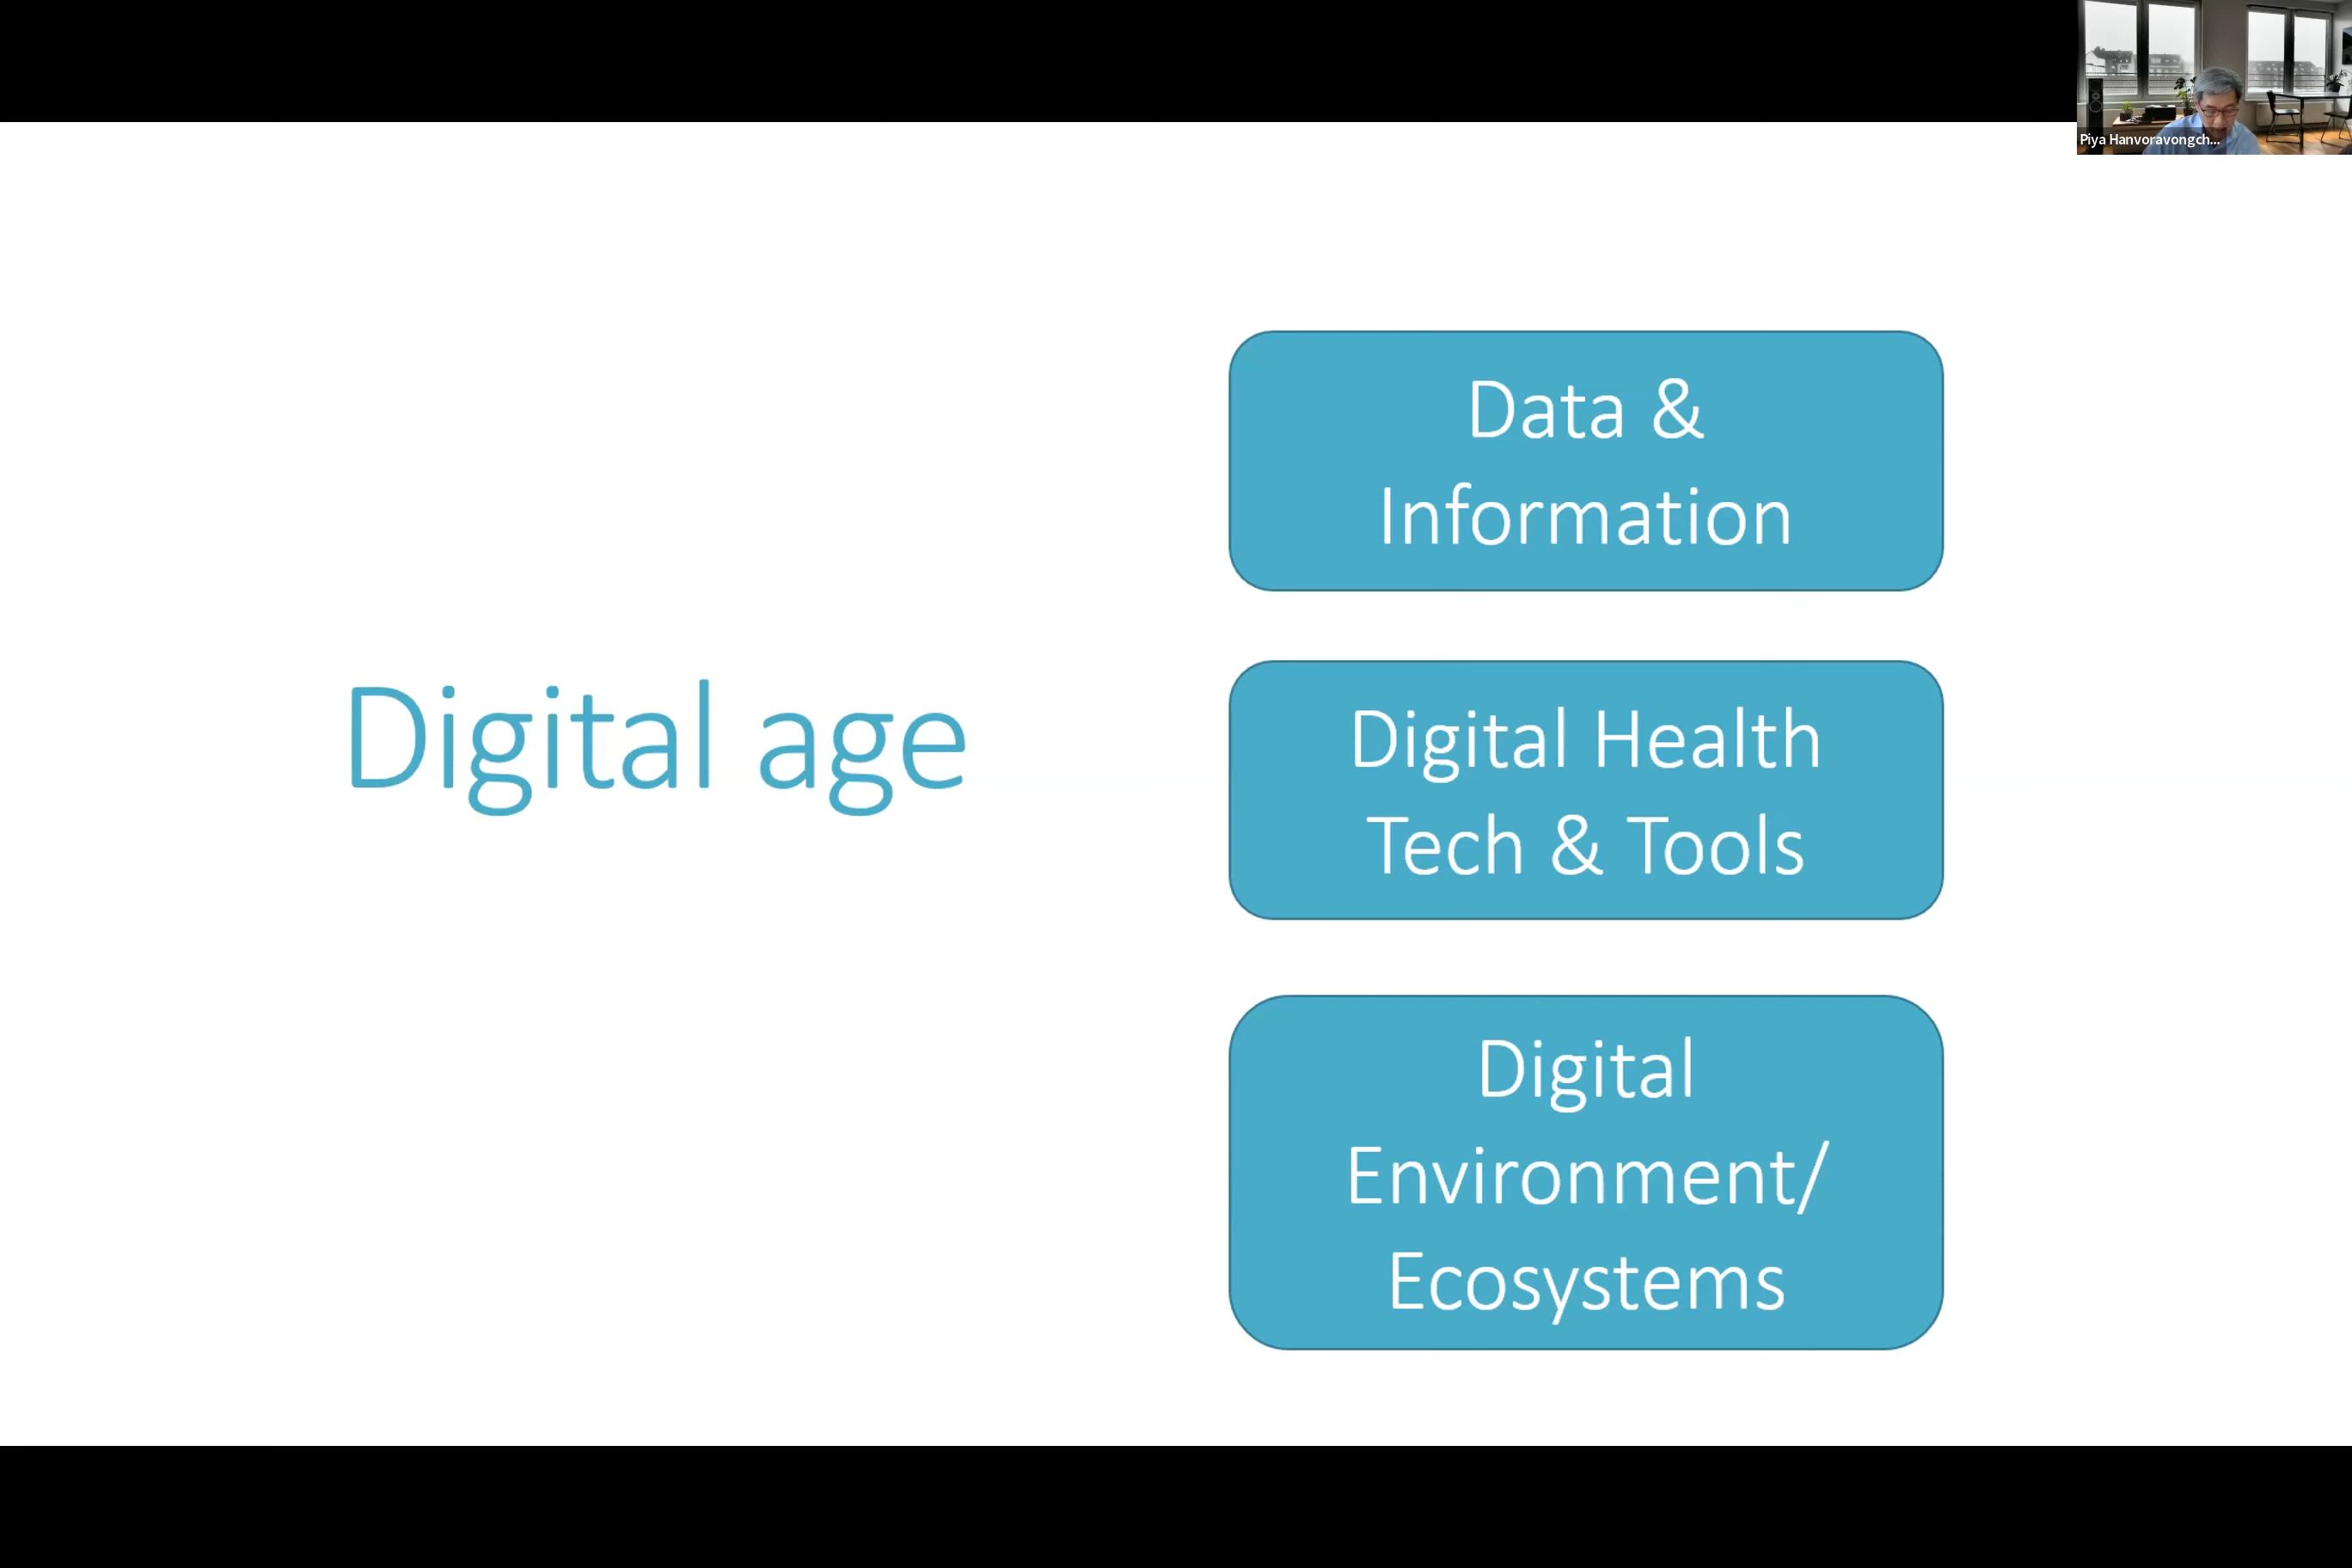 Piya Hanvoravongch...
Data &
Information
Digital age
Digital Health
Tech & Tools
Digital
Environment/
Ecosystems